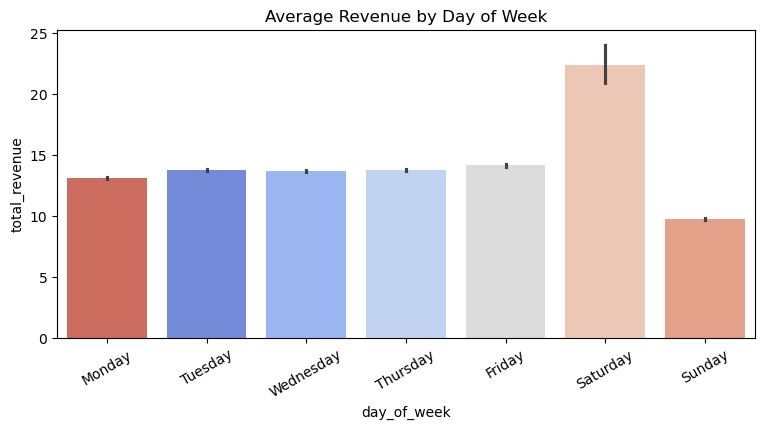 Average Revenue by Day of Week
25
20
15
10
5
0
total_revenue
Monday
Tuesday
Wednesday
Thursday
Friday
Saturday
Sunday
day_of_week